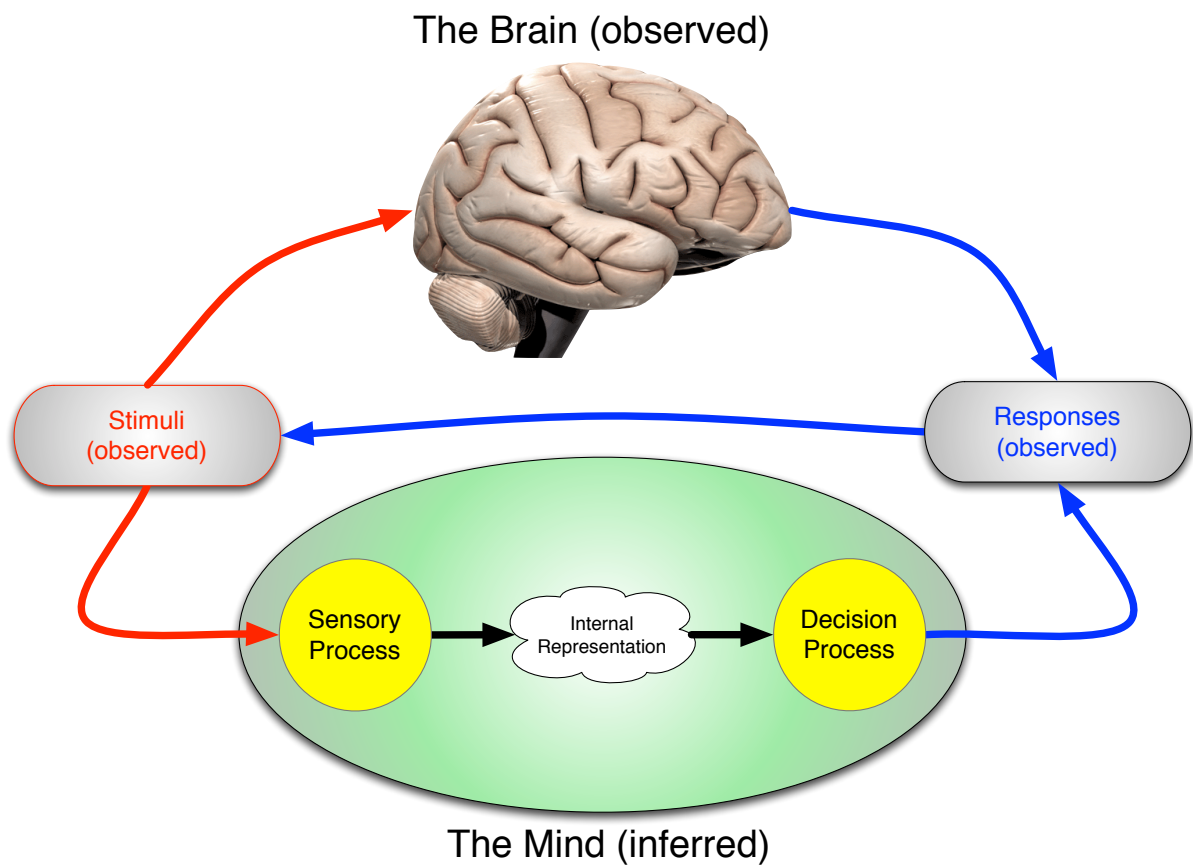 The Brain (observed)
Stimuli
(observed)
Responses
(observed)
Sensory
Process
Internal
Representation
Decision
Process
The Mind (inferred)